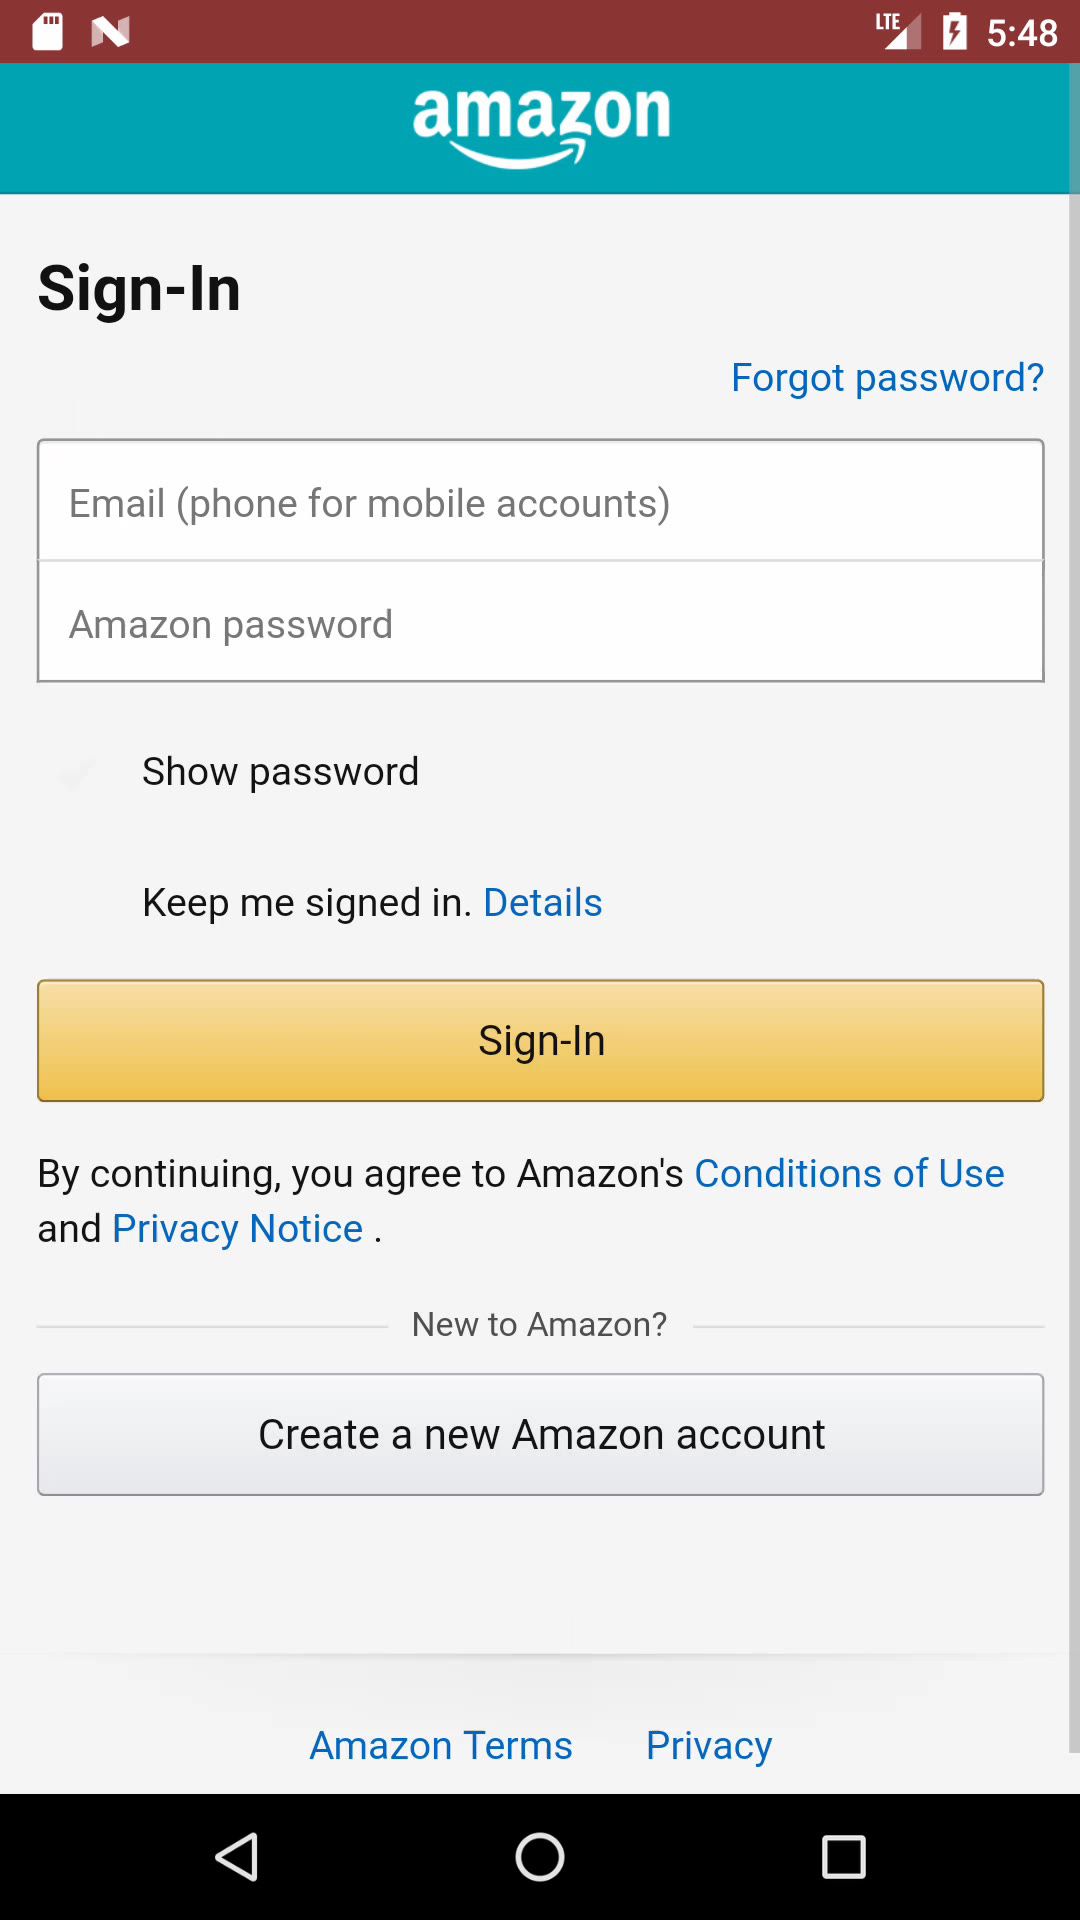 LTE 5:48
amazon
Sign-In
Forgot password?
Email (phone for mobile accounts)
Amazon password
Show password
Keep me signed in. Details
Sign-In
By continuing, you agree to Amazon's Conditions of Use
and Privacy Notice .
New to Amazon?
Create a new Amazon account
Amazon Terms Privacy